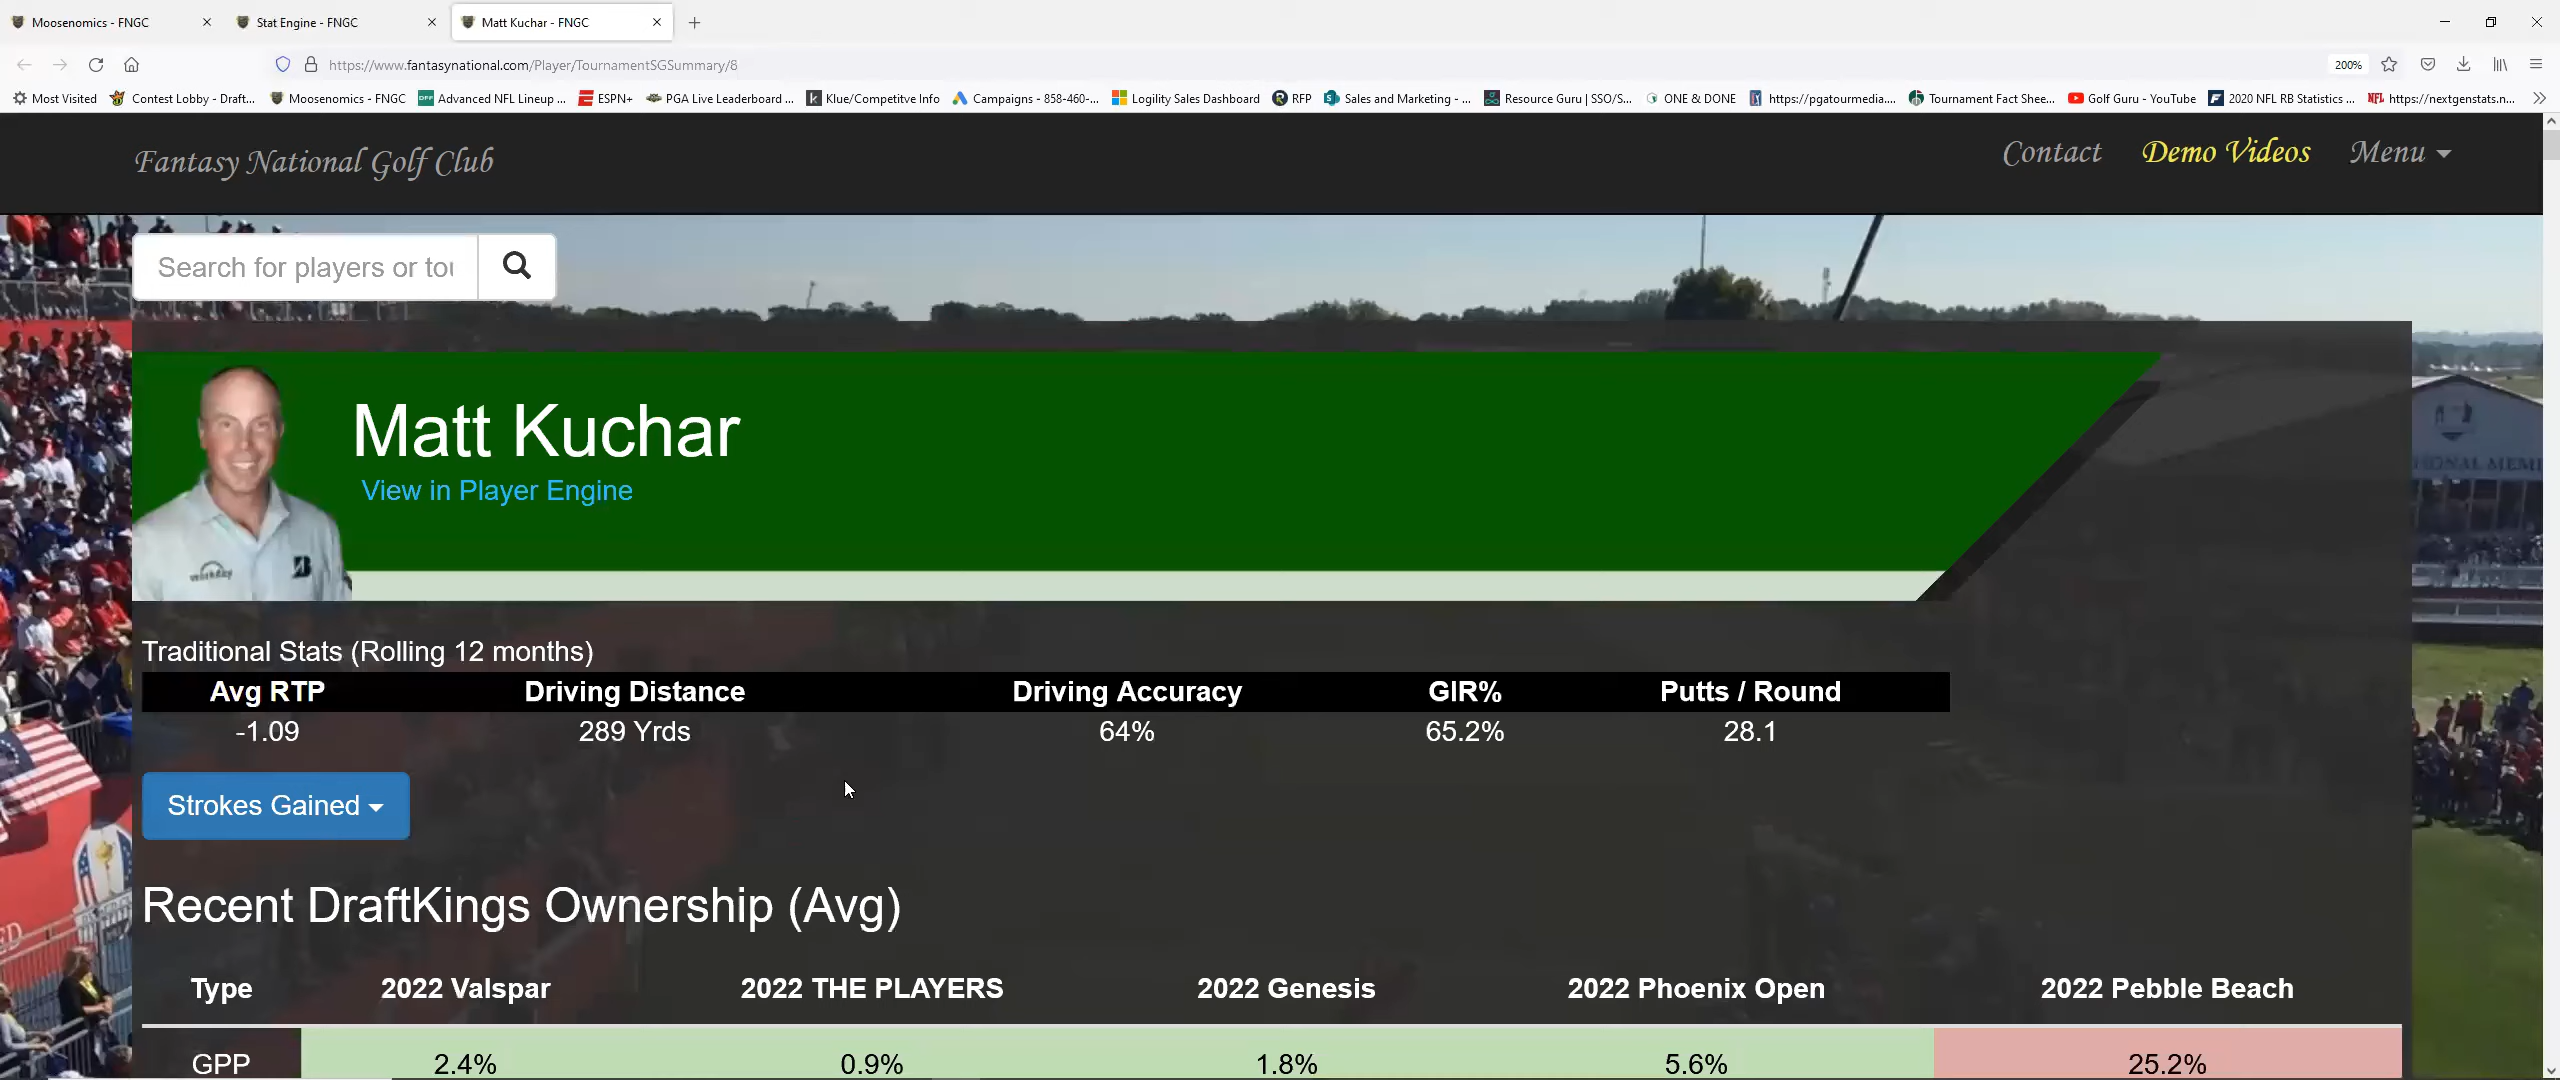 Moosenomics - FNGC
Stat Engine - FNGC
Matt Kuchar - FNGC
https://www.fantasynational.com/Player/TournamentSGSummary/8
200%
Most Visited
Contest Lobby - Draft...
Moosenomics - FNGC
DFF
Advanced NFL Lineup ...
ESPN+
PGA Live Leaderboard ...
Klue/Competitve Info
Campaigns - 858-460-...
Logility Sales Dashboard
RFP
Sales and Marketing - ...
Resource Guru | SSO/S...
ONE & DONE
https://pgatourmedia....
Tournament Fact Shee...
Golf Guru - YouTube
2020 NFL RB Statistics ...
NFL https://nextgenstats.n...
Fantasy National Golf Club
Contact
Demo Videos
Menu
Search for players or tou
Matt Kuchar
View in Player Engine
workday
Traditional Stats (Rolling 12 months)
Avg RTP Driving Distance Driving Accuracy GIR% Putts / Round
-1.09 289 Yrds 64% 65.2% 28.1
Strokes Gained
Recent DraftKings Ownership (Avg)
Type 2022 Valspar 2022 THE PLAYERS 2022 Genesis 2022 Phoenix Open 2022 Pebble Beach
GPP 2.4% 0.9% 1.8% 5.6% 25.2%